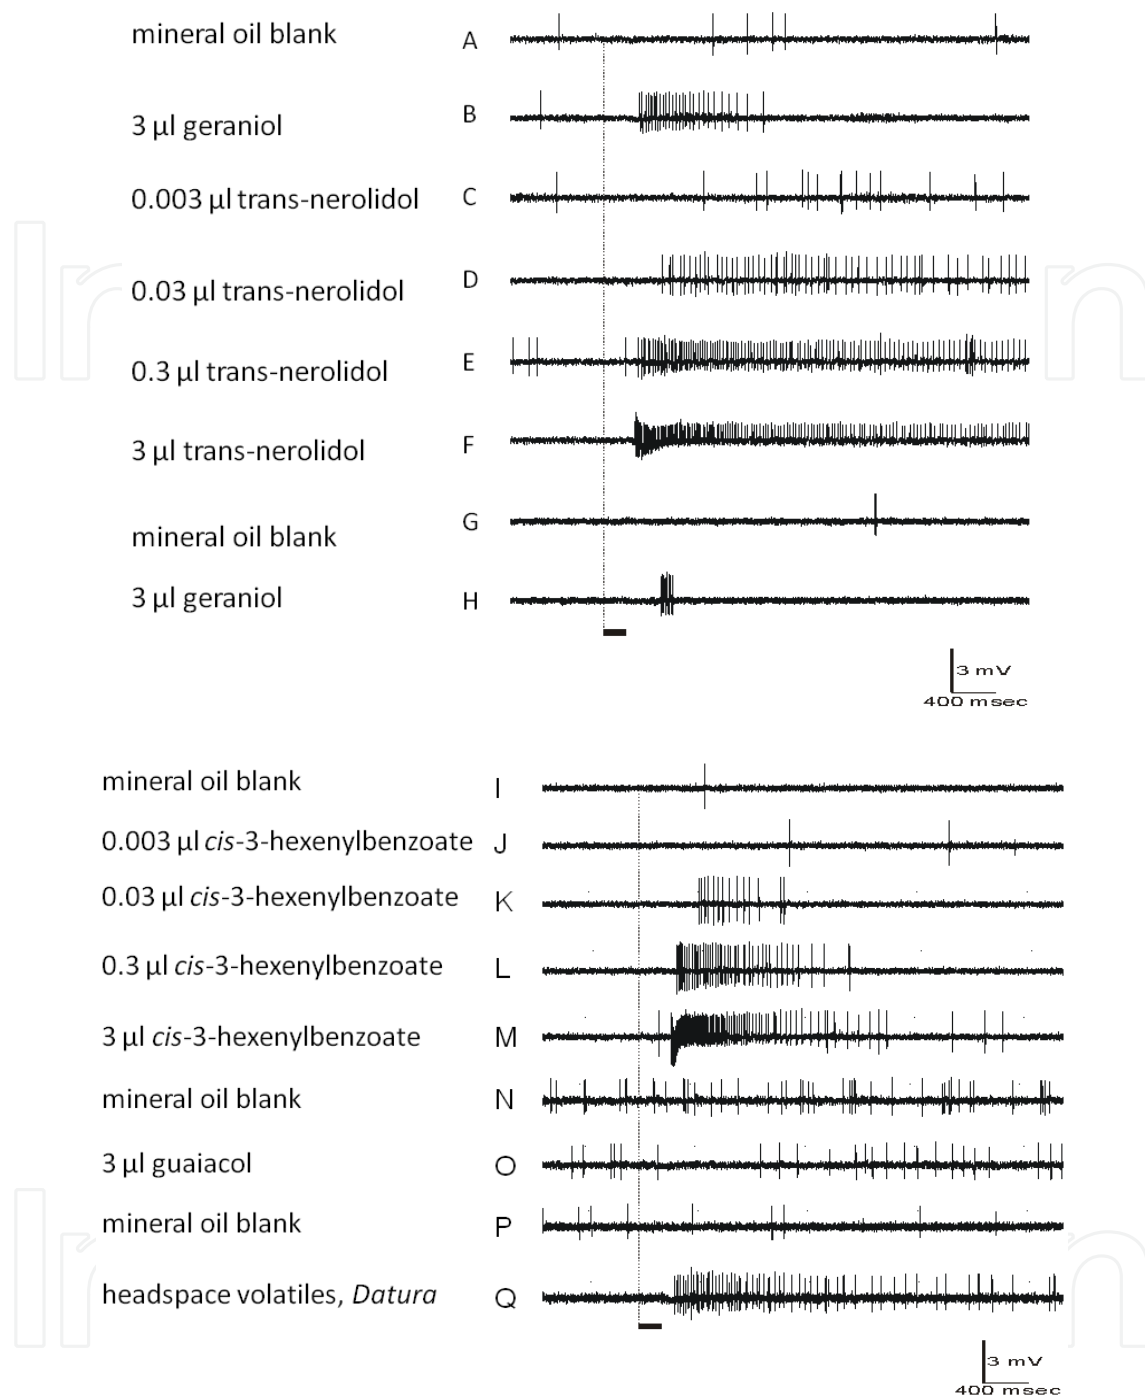 mineral oil blank A
3 µl geraniol B
0.003 µl trans-nerolidol C
0.03 µl trans-nerolidol D
0.3 µl trans-nerolidol E
3 µl trans-nerolidol F
mineral oil blank G
3 µl geraniol H
3 mV
400 msec
mineral oil blank I
0.003 µl cis-3-hexenylbenzoate J
0.03 µl cis-3-hexenylbenzoate K
0.3 µl cis-3-hexenylbenzoate L
3 µl cis-3-hexenylbenzoate M
mineral oil blank N
3 µl guaiacol O
mineral oil blank P
headspace volatiles, Datura Q
3 mV
400 msec